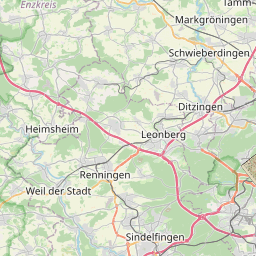 Enzkreis
Tamm
Markgröningen
Schwieberdingen
Ditzingen
Heimsheim
Leonberg
Renningen
Weil der Stadt
Sindelfingen